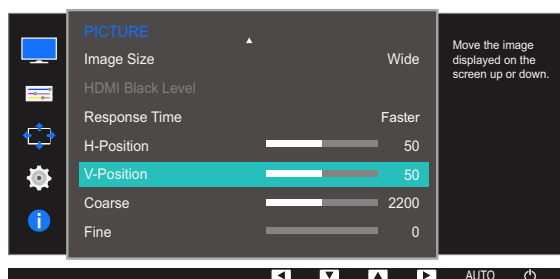 PICTURE
Image Size Wide
HDMI Black Level
Response Time Faster
H-Position 50
V-Position 50
Coarse 2200
Fine 0
Move the image
displayed on the
screen up or down.
AUTO